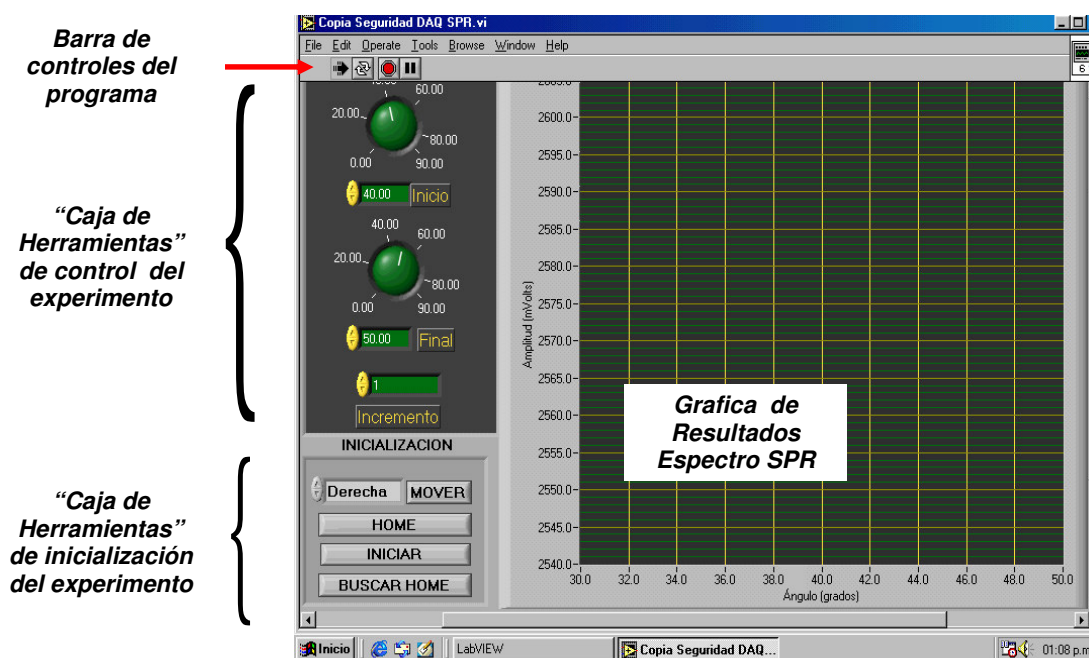 Barra de
controles del
programa
“Caja de
Herramientas”
de control del
experimento
“Caja de
Herramientas”
de inicialización
del experimento
Copia Seguridad DAQ SPR.vi
File Edit Operate Tools Browse Window Help
6
60.00
20.00
80.00
0.00
90.00
40.00
Inicio
40.00
60.00
20.00
80.00
0.00
90.00
50.00
Final
1
Incremento
INICIALIZACION
Derecha
MOVER
HOME
INICIAR
BUSCAR HOME
2600.0
2595.0
2590.0
2585.0
2580.0
2575.0
2570.0
2565.0
2560.0
2555.0
2550.0
2545.0
2540.0
Amplitud (mVolts)
Grafica de
Resultados
Espectro SPR
30.0 32.0 34.0 36.0 38.0 40.0 42.0 44.0 46.0 48.0 50.0
Ángulo (grados)
Inicio
LabVIEW
Copia Seguridad DAQ...
01:08 p.m